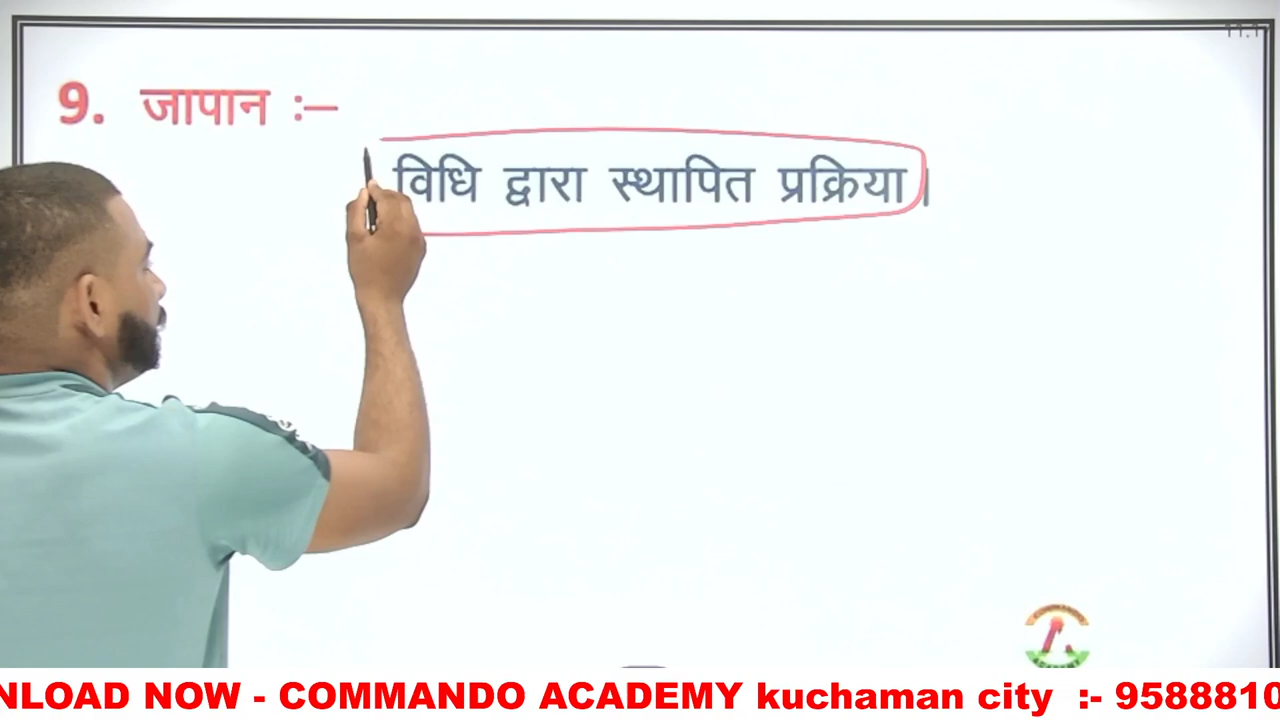 9. जापान :–
विधि द्वारा स्थापित प्रक्रिया।
NLOAD NOW - COMMANDO ACADEMY kuchaman city :- 9588810